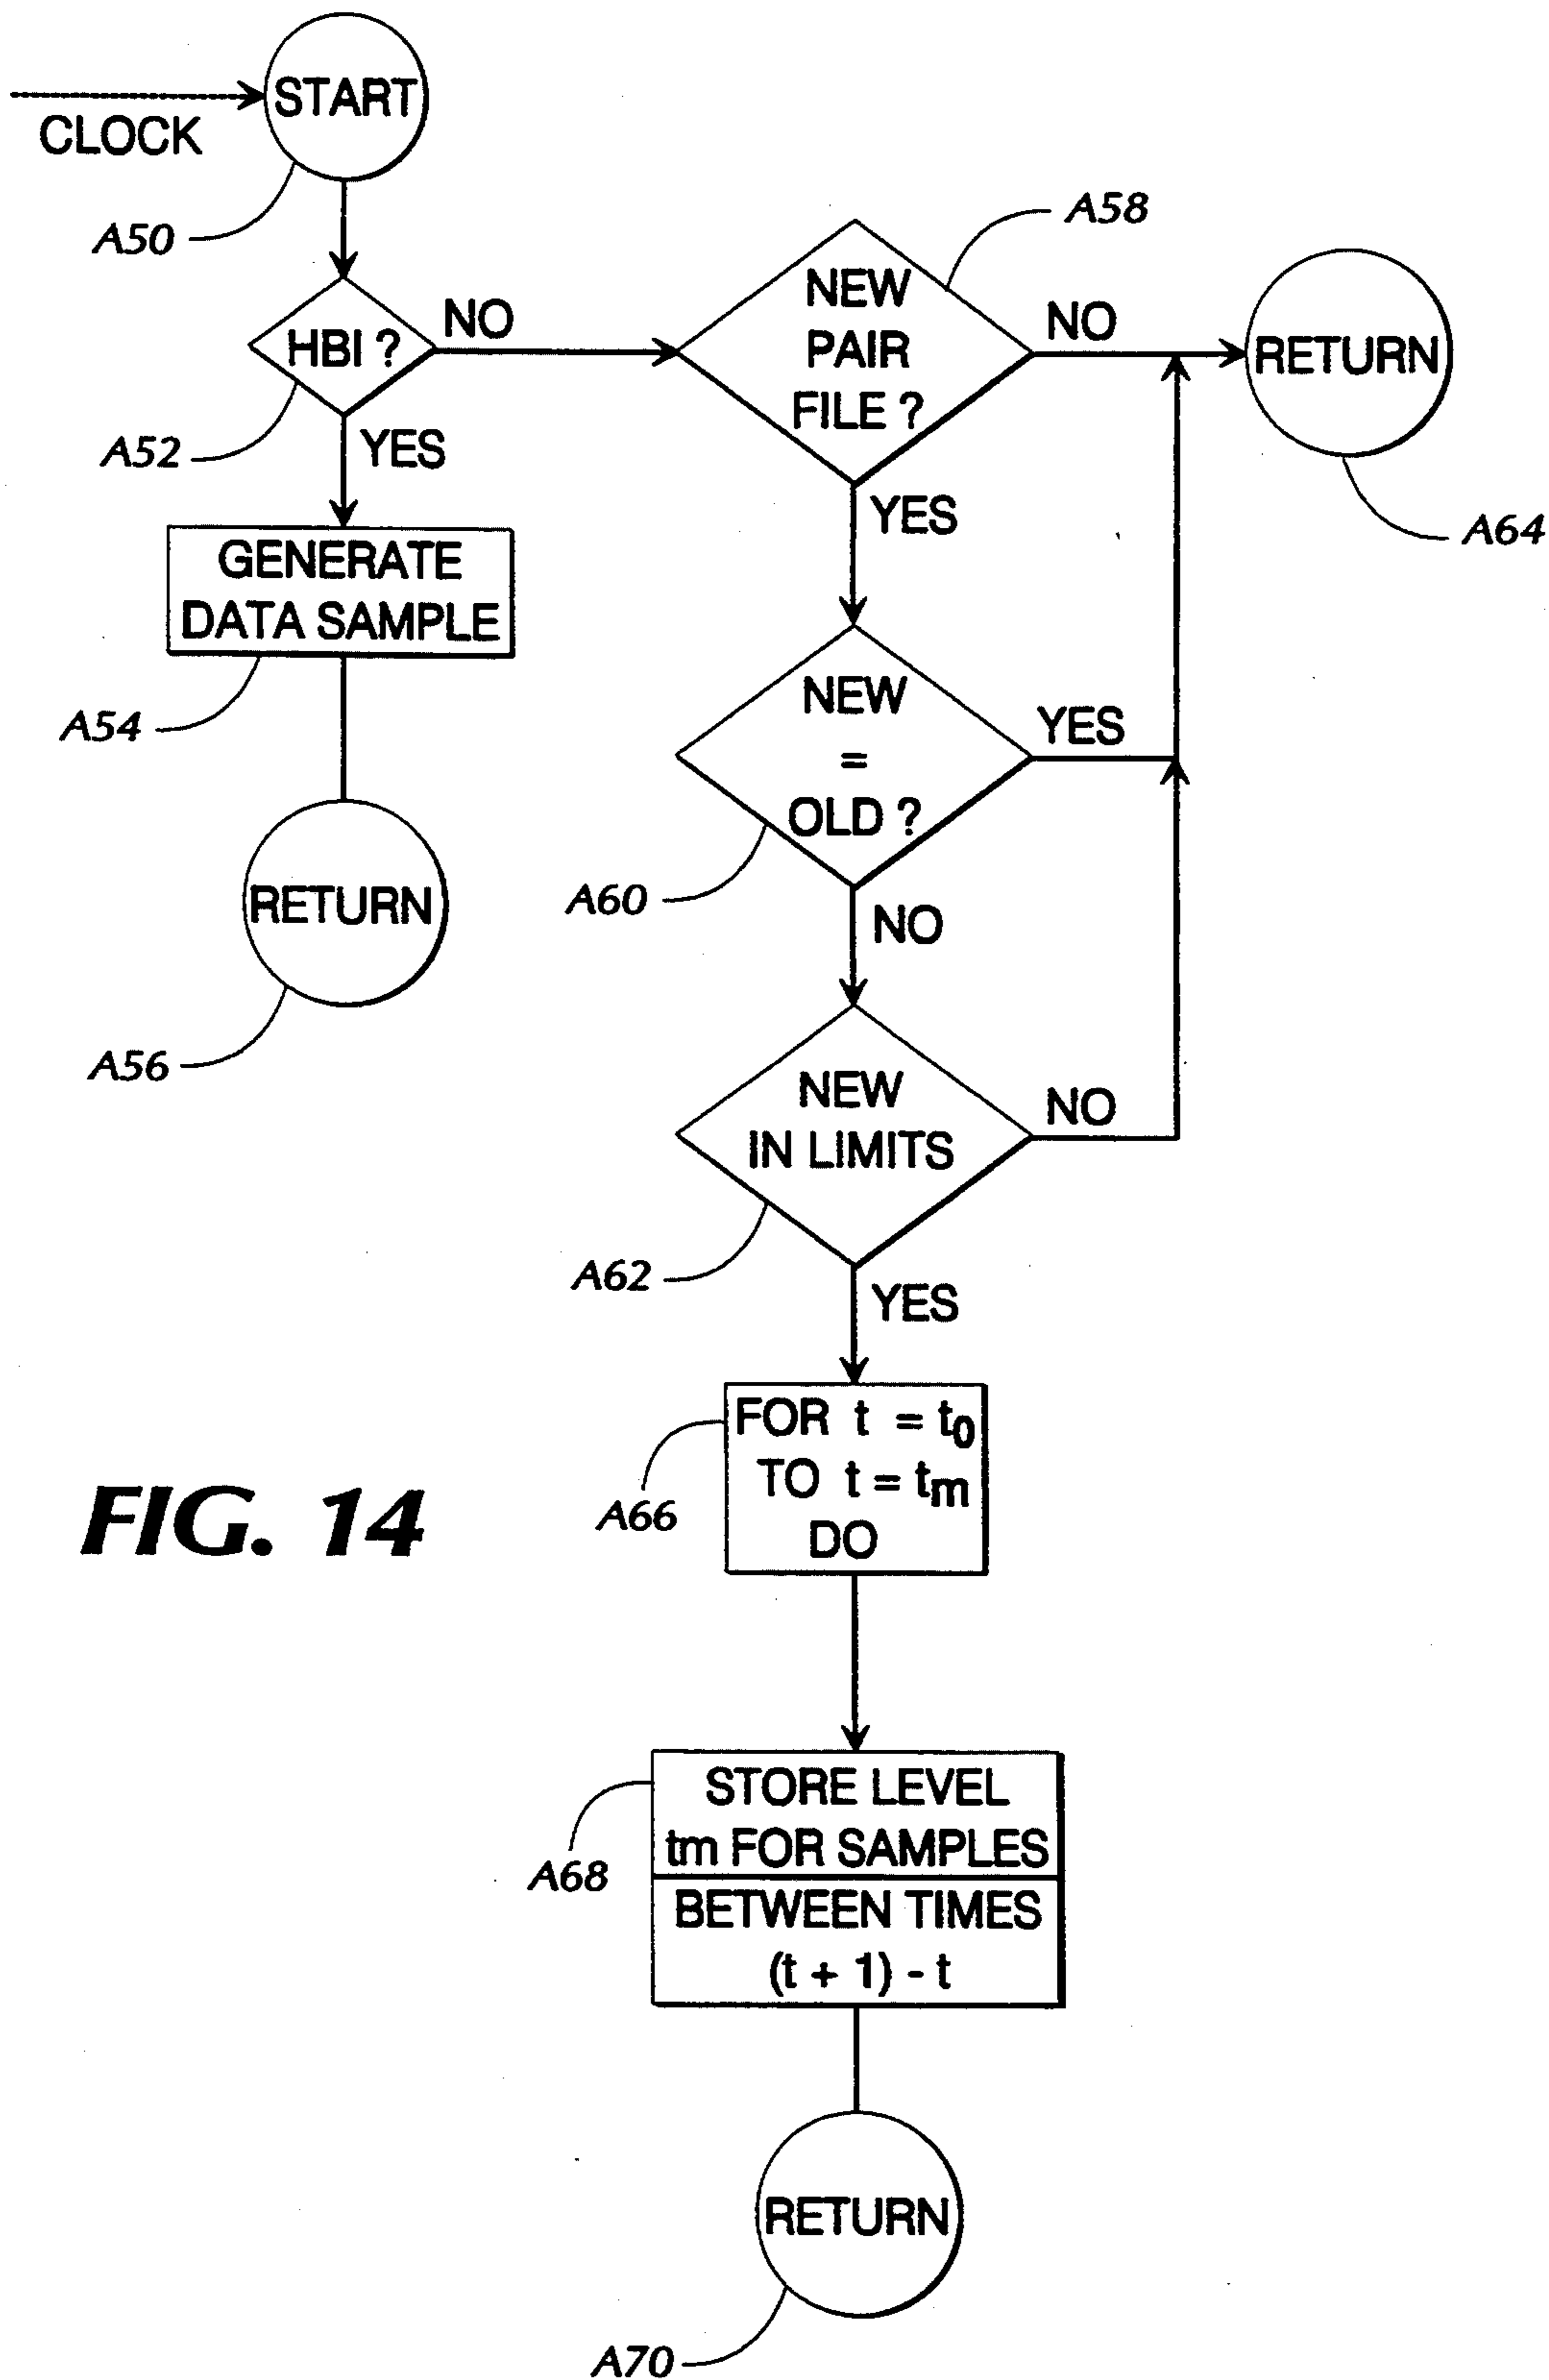 START
CLOCK
A50
HBI ?
NO
A52
YES
GENERATE
DATA SAMPLE
A54
RETURN
A56
NEW
PAIR
FILE ?
A58
NO
RETURN
A64
YES
NEW
=
OLD ?
YES
A60
NO
NEW
IN LIMITS
NO
A62
YES
FOR t = t₀
TO t = tₘ
DO
A66
STORE LEVEL
tm FOR SAMPLES
BETWEEN TIMES
(t + 1) - t
A68
RETURN
A70
FIG. 14